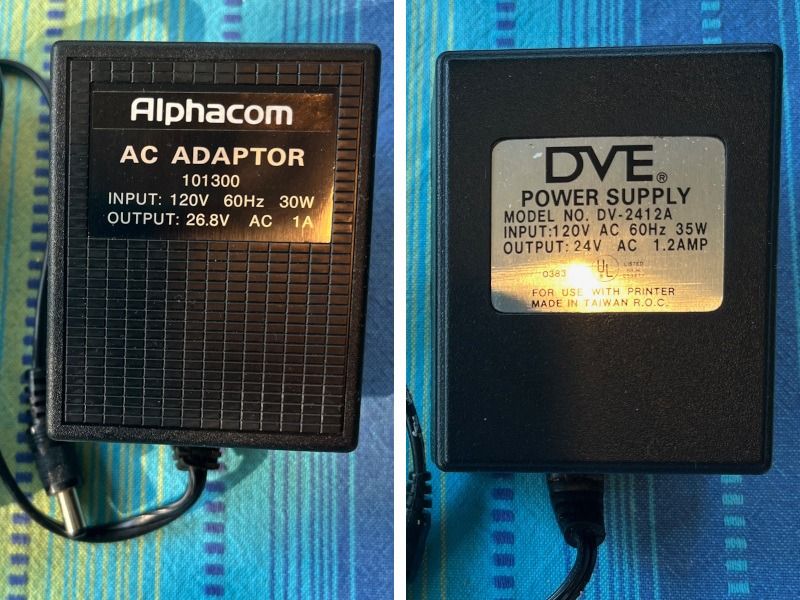 Alphacom
AC ADAPTOR
101300
INPUT: 120V 60Hz 30W
OUTPUT: 26.8V AC 1A
DVE®
POWER SUPPLY
MODEL NO. DV-2412A
INPUT:120V AC 60Hz 35W
OUTPUT: 24V AC 1.2AMP
0383
UL LISTED
FOR USE WITH PRINTER
MADE IN TAIWAN R.O.C.